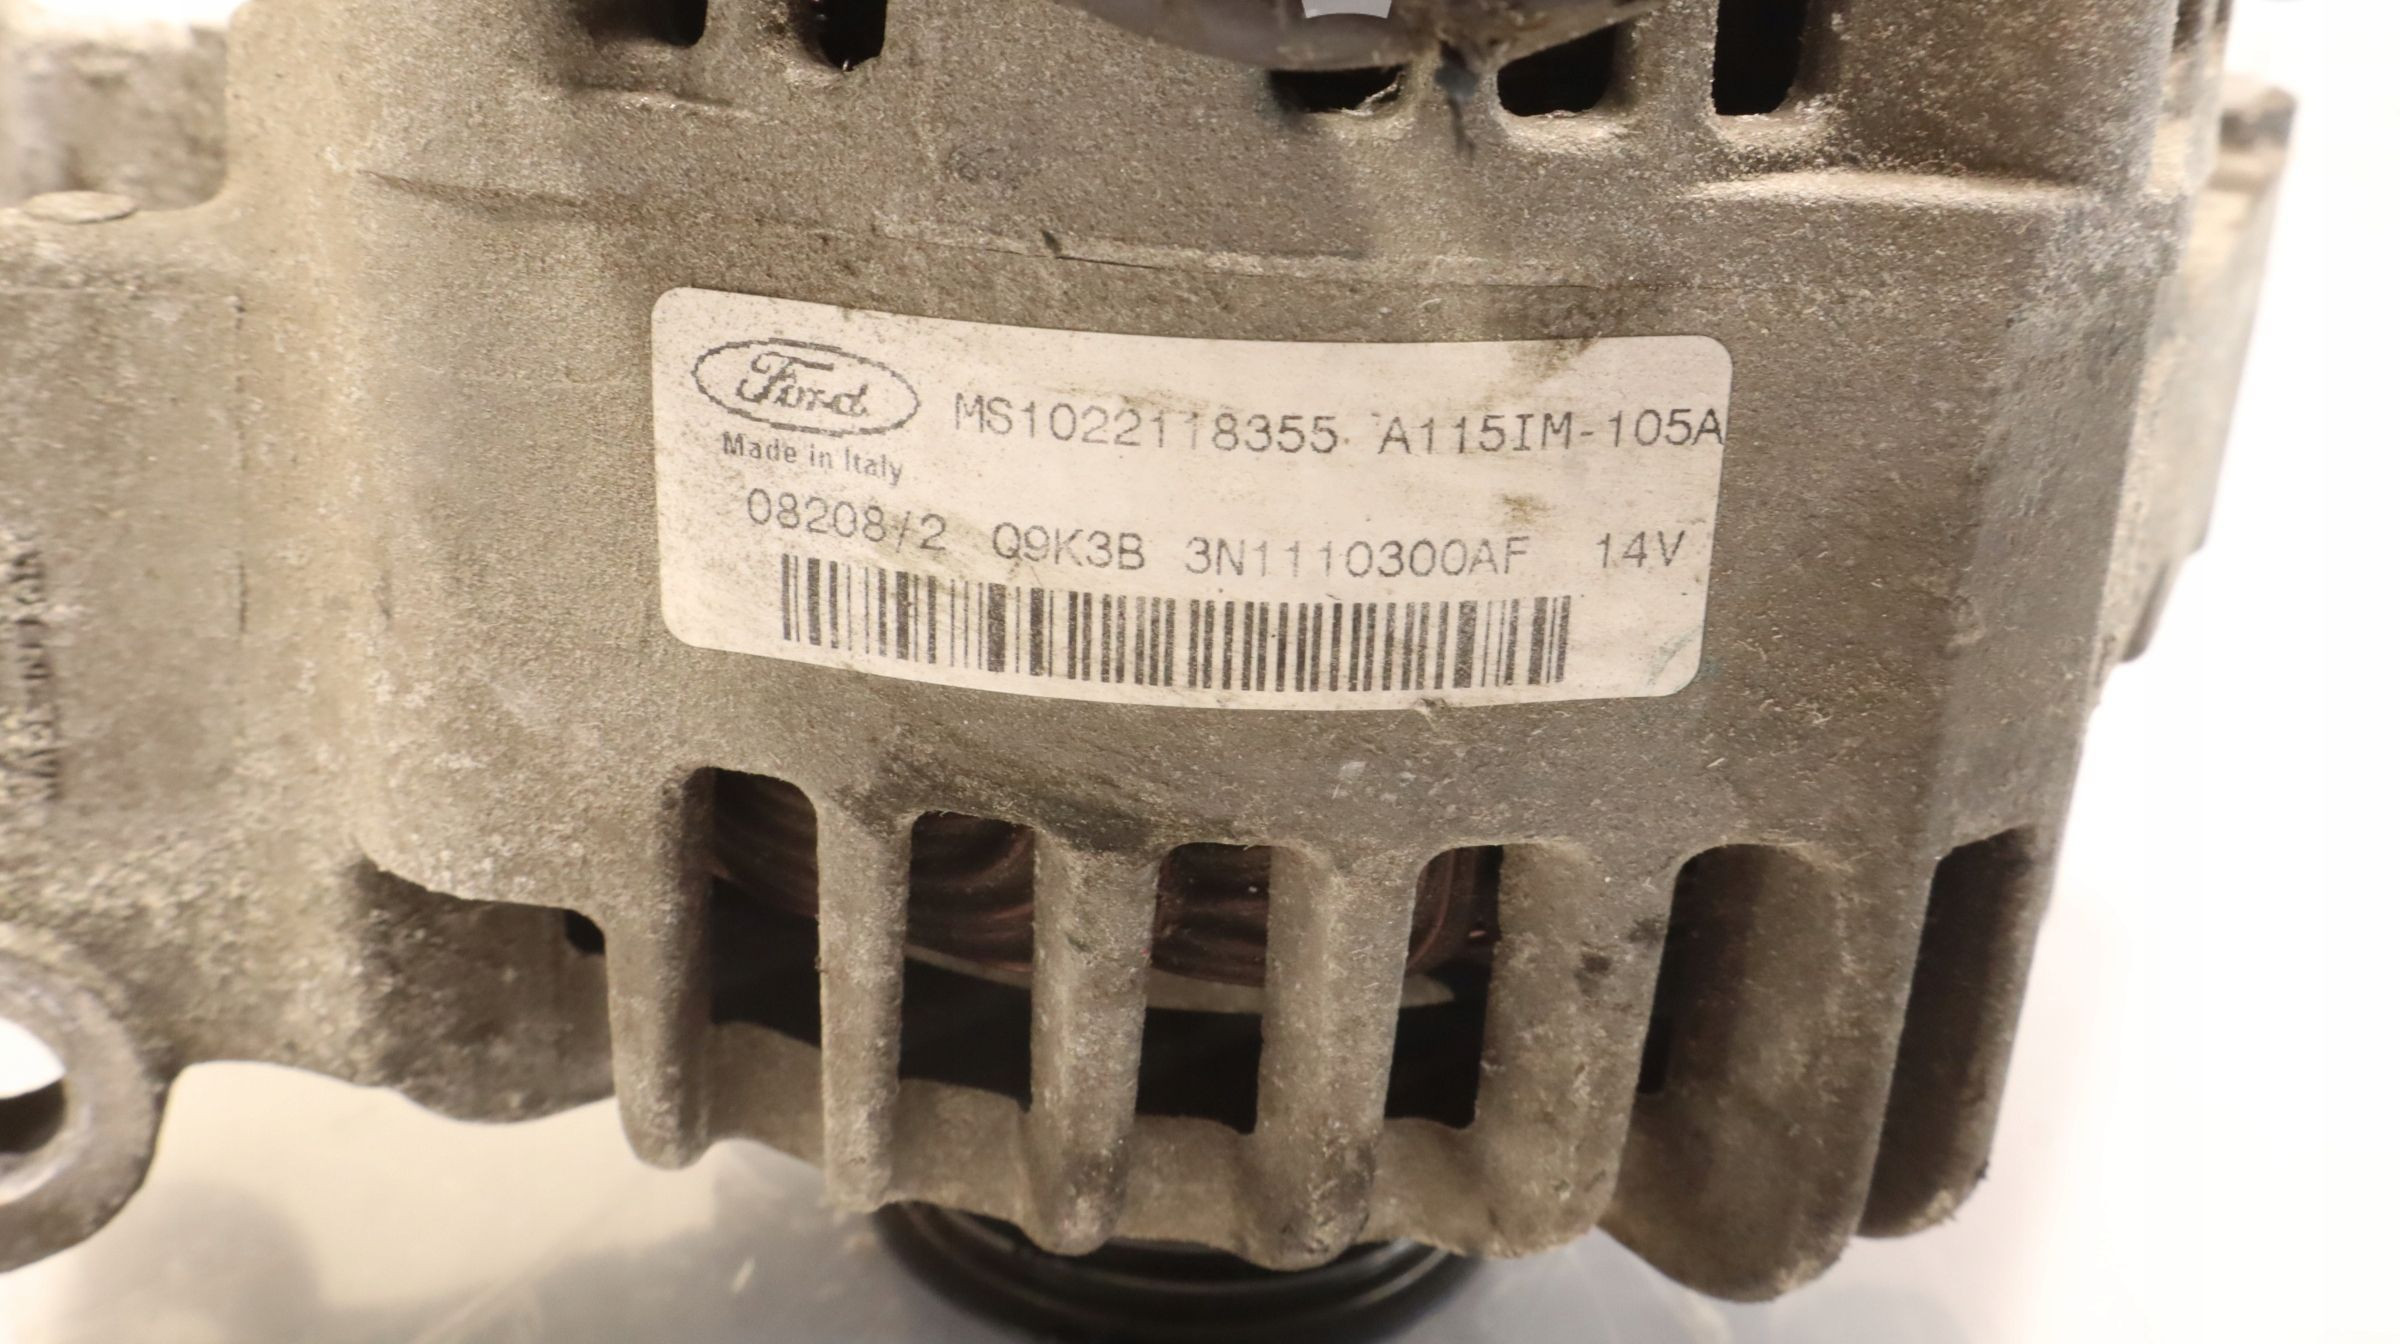 Ford MS1022118355 A115IM-105A
Made in Italy
08208/2 Q9K3B 3N1110300AF 14V